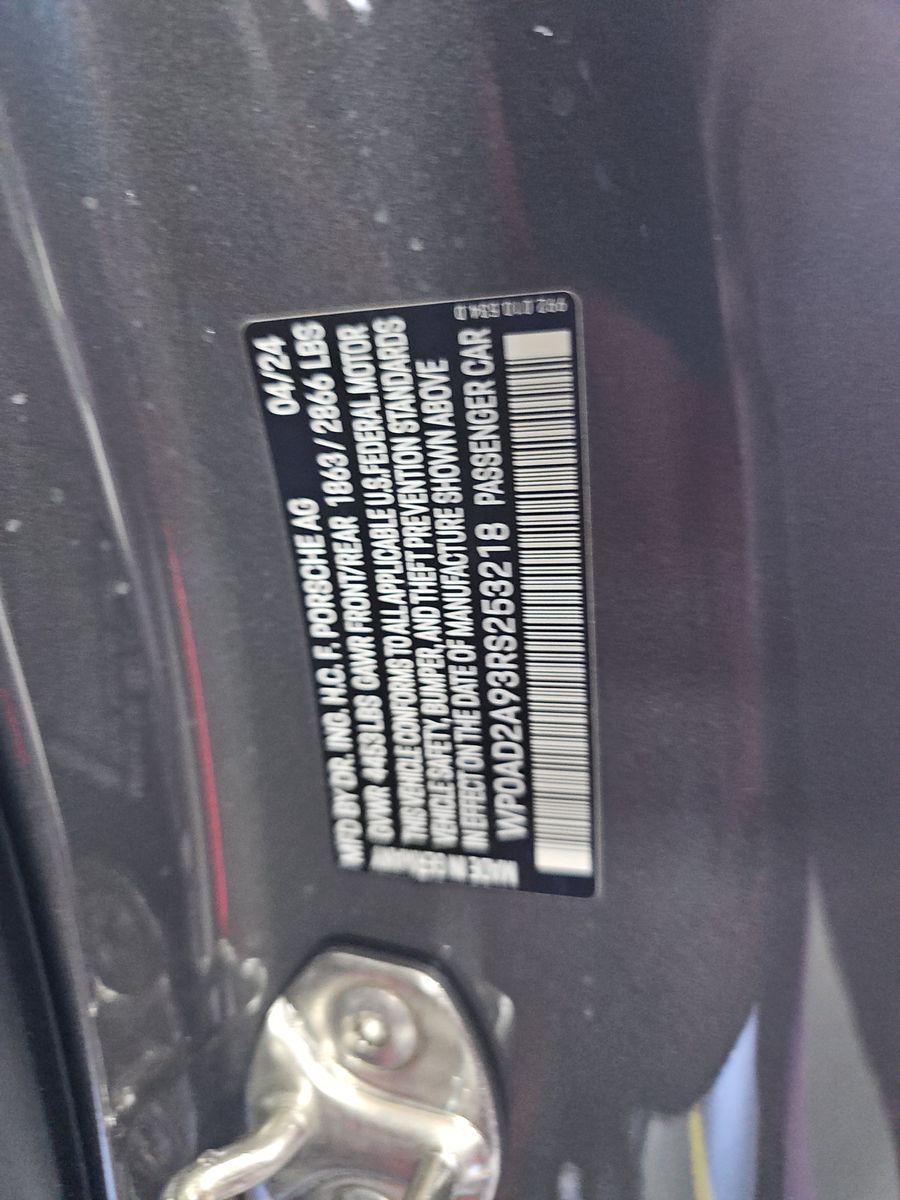 MFD BY DR. ING. H.C. F. PORSCHE AG 04/24
GVWR 4453 LBS GAWR FRONT/REAR 1863 / 2866 LBS
THIS VEHICLE CONFORMS TO ALL APPLICABLE U.S. FEDERAL MOTOR
VEHICLE SAFETY, BUMPER, AND THEFT PREVENTION STANDARDS
IN EFFECT ON THE DATE OF MANUFACTURE SHOWN ABOVE
WP0AD2A93RS253218 PASSENGER CAR
MADE IN GERMANY